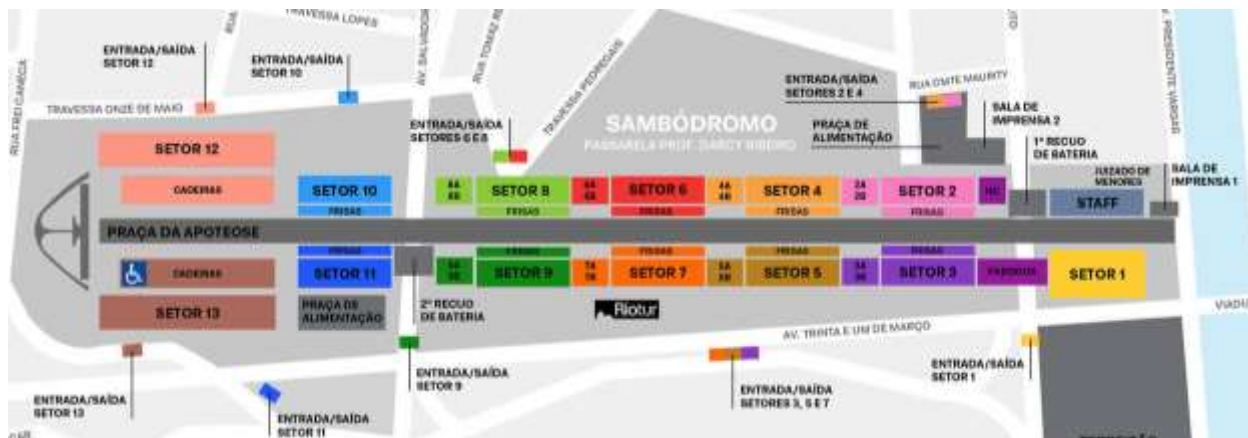 TRAVESSA LOPES
RUA
ENTRADA/SAÍDA
SETOR 12
ENTRADA/SAÍDA
SETOR 10
AV. SALVADOR
RUA TOMAZ
RUA FREI CANECA
TRAVESSA ONZE DE MAIO
ENTRADA/SAÍDA
SETORES 6 E 8
TRAVESSA PEDREGAIS
SAMBÓDROMO
PASSARELA PROF. DARCY RIBEIRO
ENTRADA/SAÍDA
SETORES 2 E 4
RUA CMTE MAURITY
PRAÇA DE
ALIMENTAÇÃO
SALA DE
IMPRENSA 2
1º RECUO
DE BATERIA
PRESIDENTE VARGAS
JUIZADO DE
MENORES
SALA DE
IMPRENSA 1
SETOR 12
CADEIRAS
SETOR 10
SETOR 8
SETOR 6
SETOR 4
SETOR 2
STAFF
FRISAS
FRISAS
FRISAS
FRISAS
FRISAS
PRAÇA DA APOTEOSE
FRISAS
FRISAS
FRISAS
FRISAS
FRISAS
CADEIRAS
SETOR 11
SETOR 9
SETOR 7
SETOR 5
SETOR 3
SETOR 1
SETOR 13
PRAÇA DE
ALIMENTAÇÃO
2º RECUO
DE BATERIA
Riotur
AV. TRINTA E UM DE MARÇO
VIADU
ENTRADA/SAÍDA
SETOR 13
ENTRADA/SAÍDA
SETOR 11
ENTRADA/SAÍDA
SETOR 9
ENTRADA/SAÍDA
SETORES 3, 5 E 7
ENTRADA/SAÍDA
SETOR 1